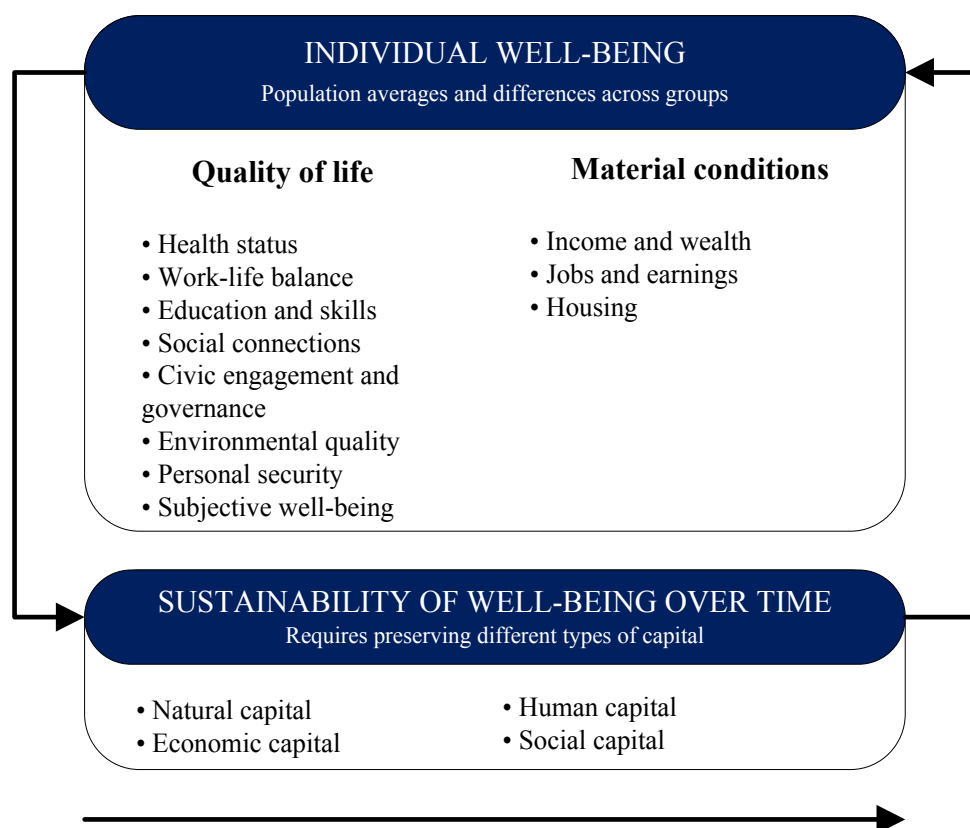 INDIVIDUAL WELL-BEING
Population averages and differences across groups
Quality of life
• Health status
• Work-life balance
• Education and skills
• Social connections
• Civic engagement and
governance
• Environmental quality
• Personal security
• Subjective well-being
Material conditions
• Income and wealth
• Jobs and earnings
• Housing
SUSTAINABILITY OF WELL-BEING OVER TIME
Requires preserving different types of capital
• Natural capital
• Economic capital
• Human capital
• Social capital